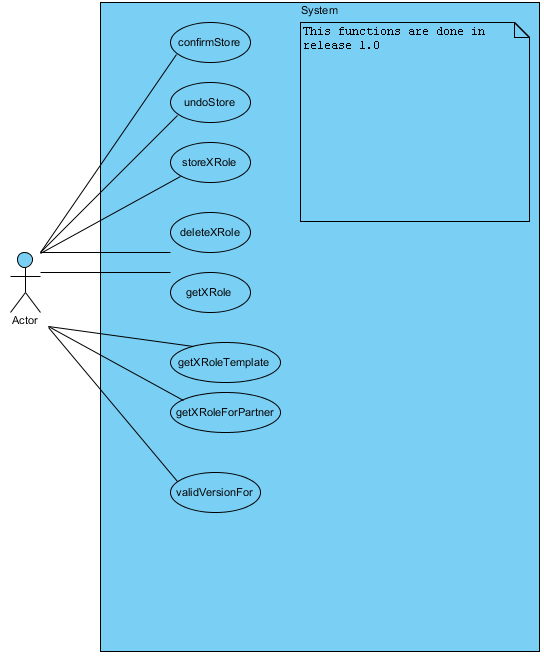 System
This functions are done in
release 1.0
confirmStore
undoStore
storeXRole
deleteXRole
getXRole
Actor
getXRoleTemplate
getXRoleForPartner
validVersionFor